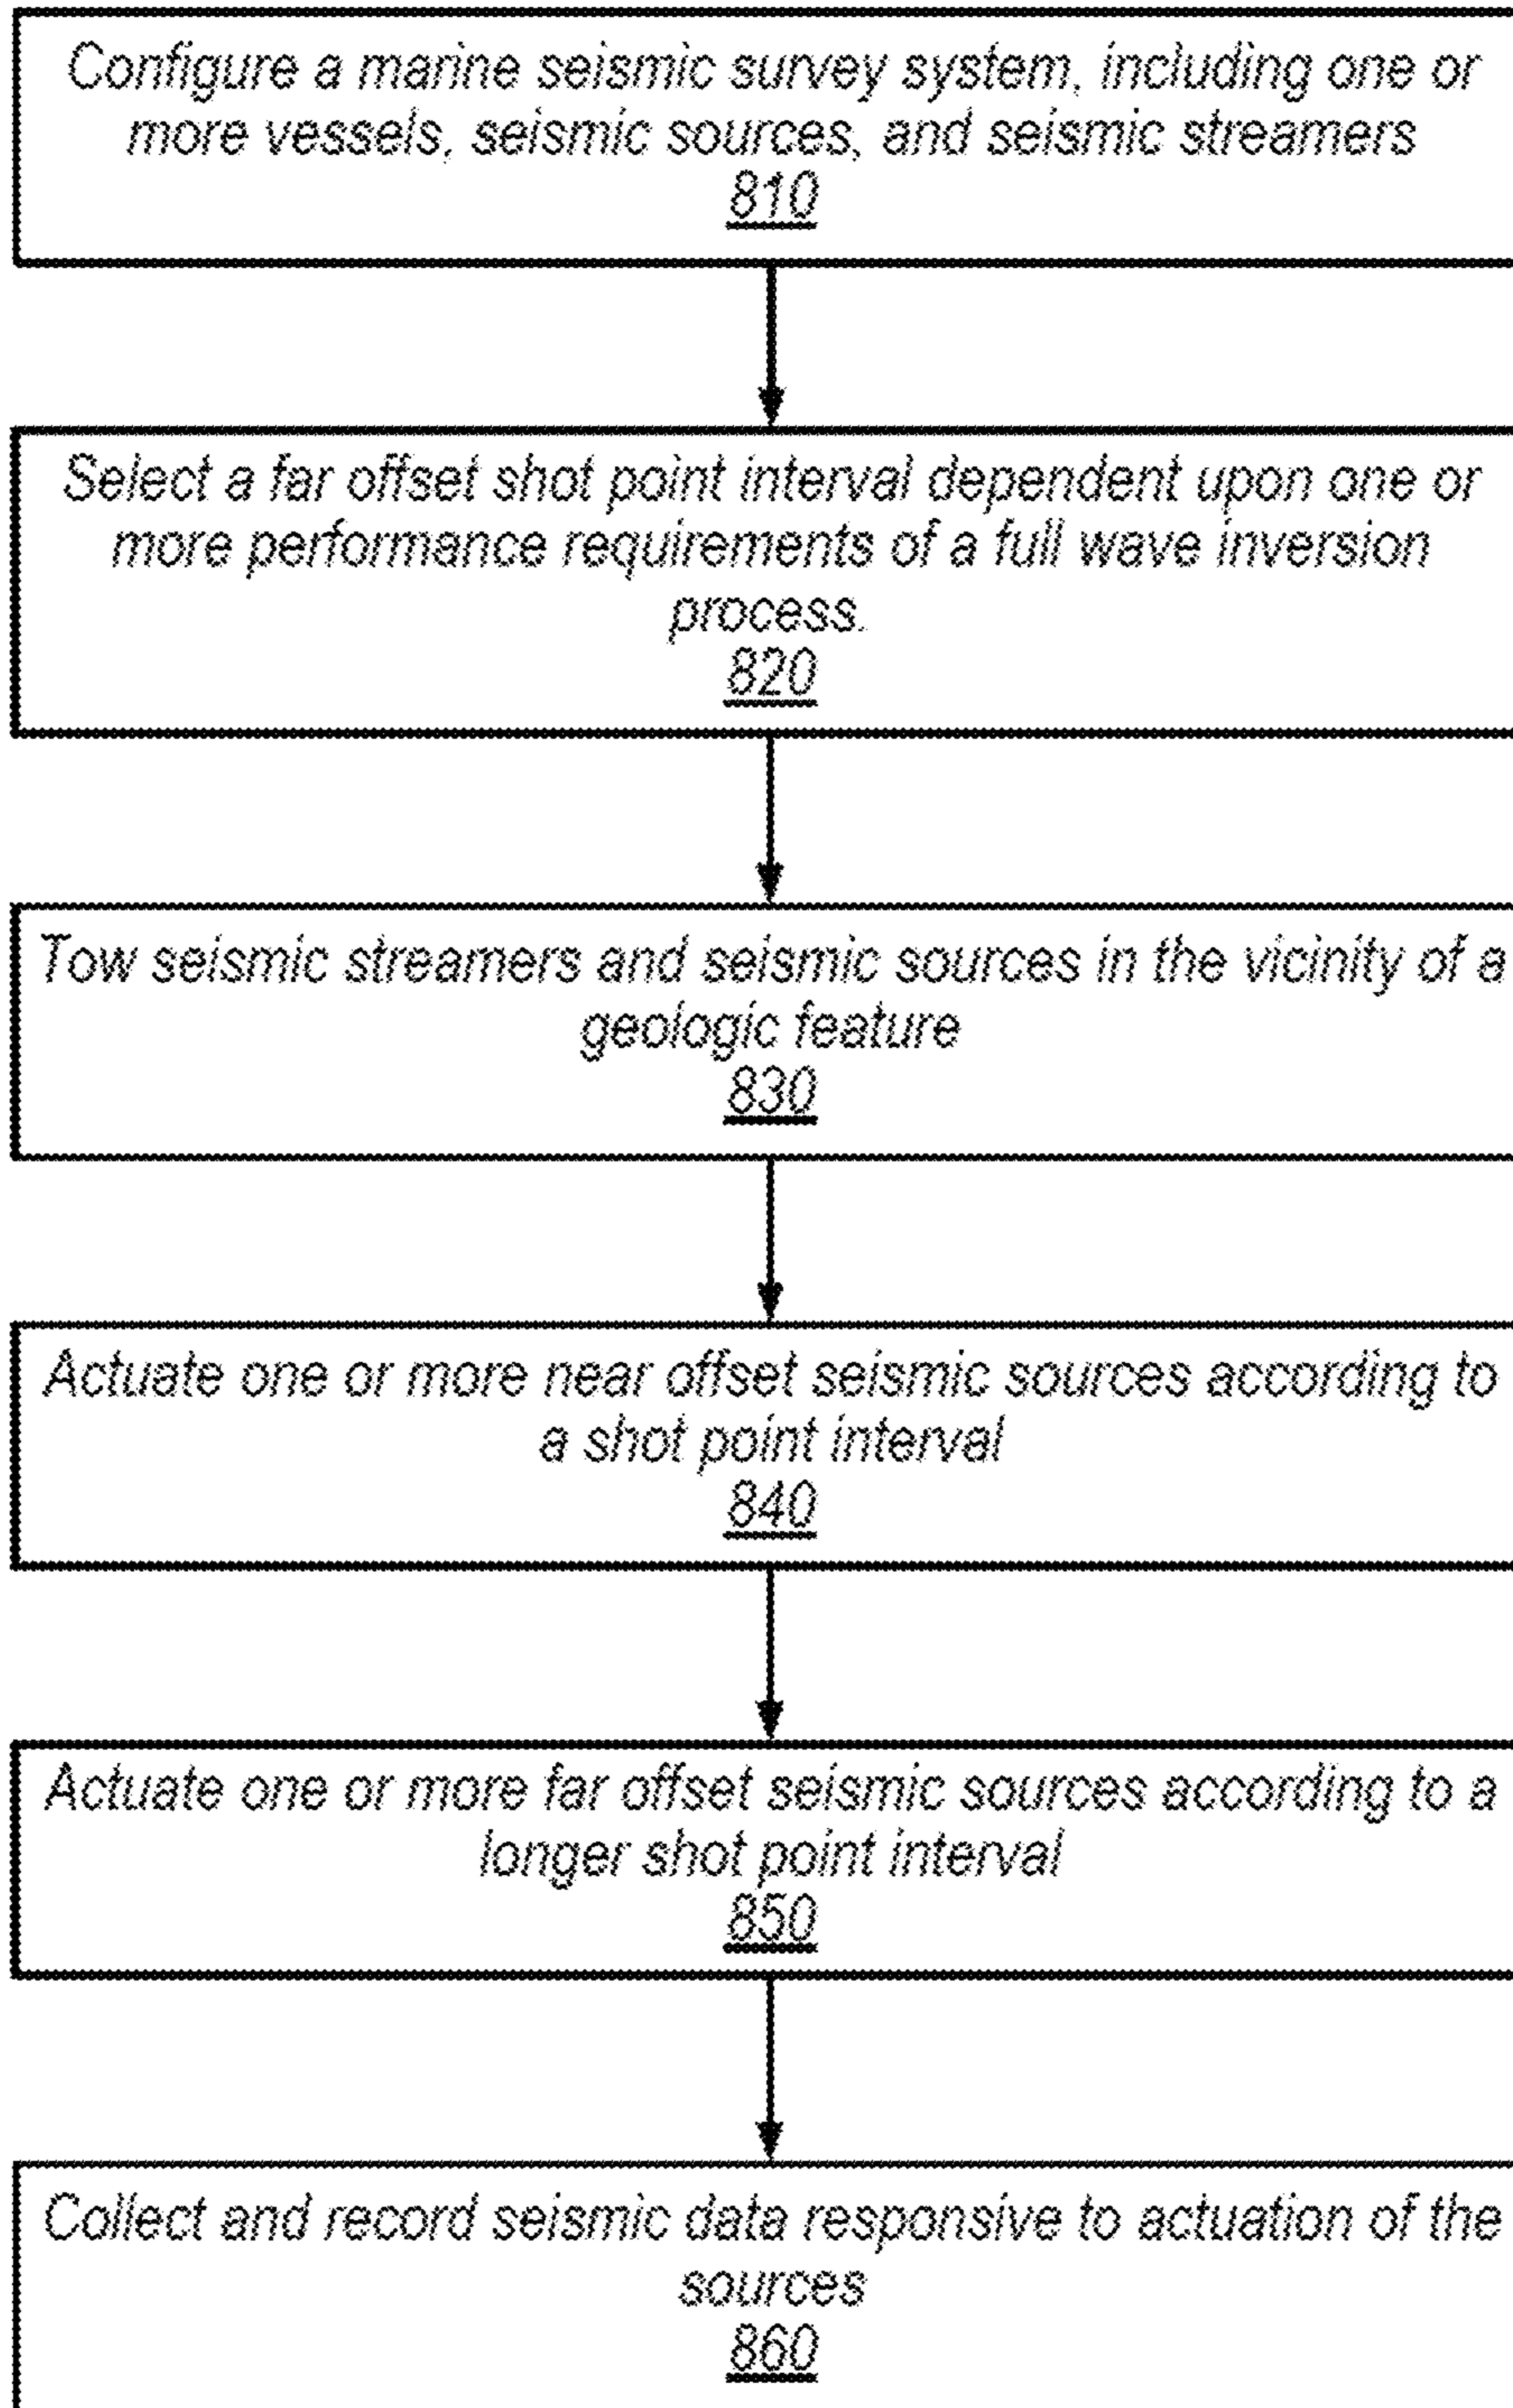 Configure a marine seismic survey system, including one or
more vessels, seismic sources, and seismic streamers
810
Select a far offset shot point interval dependent upon one or
more performance requirements of a full wave inversion
process.
820
Tow seismic streamers and seismic sources in the vicinity of a
geologic feature
830
Actuate one or more near offset seismic sources according to
a shot point interval
840
Actuate one or more far offset seismic sources according to a
longer shot point interval
850
Collect and record seismic data responsive to actuation of the
sources
860